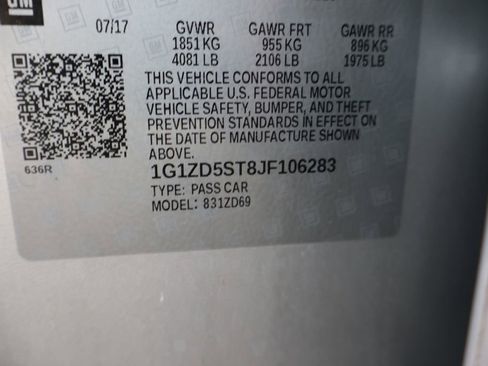 GM
07/17 GVWR GAWR FRT GAWR RR
1851 KG 955 KG 896 KG
4081 LB 2106 LB 1975 LB
THIS VEHICLE CONFORMS TO ALL
APPLICABLE U.S. FEDERAL MOTOR
VEHICLE SAFETY, BUMPER, AND THEFT
PREVENTION STANDARDS IN EFFECT ON
THE DATE OF MANUFACTURE SHOWN
ABOVE.
636R
1G1ZD5ST8JF106283
TYPE: PASS CAR
MODEL: 831ZD69